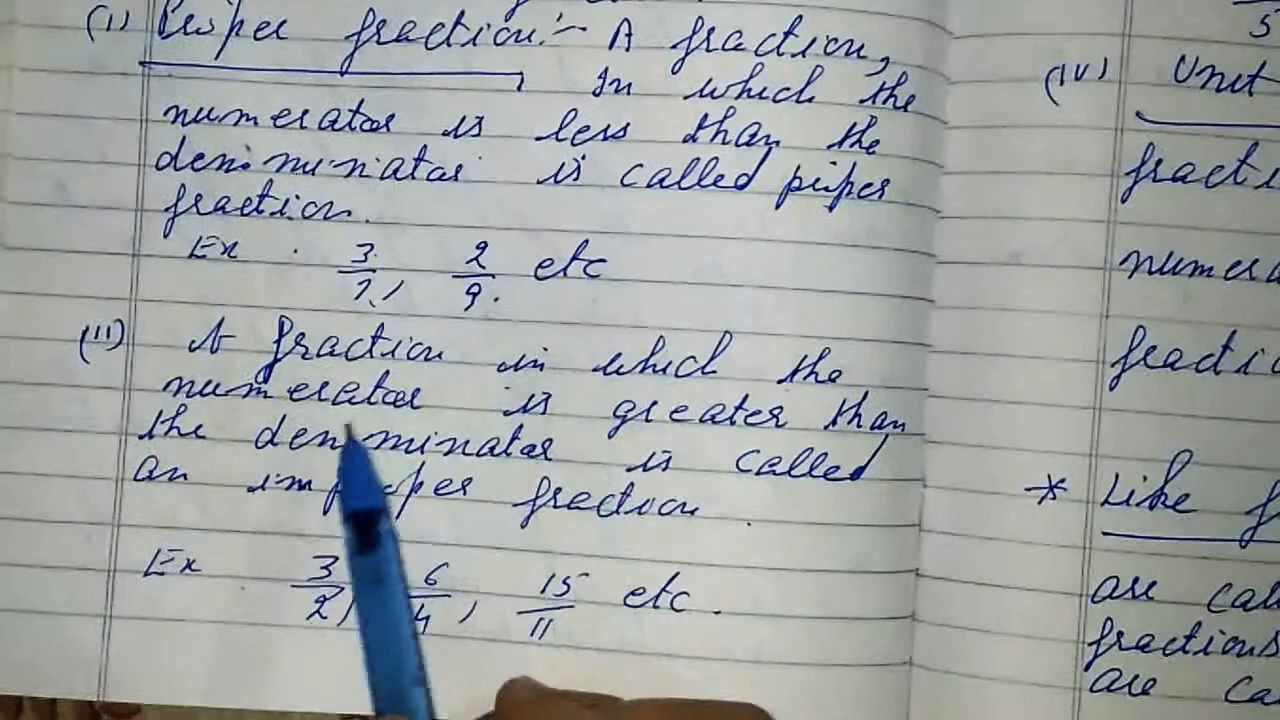 (i) Proper fraction:- A fraction,
In which the
numerator is less than the
denominator is called proper
fraction.
Ex 3/7, 2/9. etc
(ii) A fraction in which the
numerator is greater than
the denominator is called
an improper fraction.
Ex 3/2, 6/4, 15/11 etc.
5
(iv) Unit
fracti
numera
fractio
* Like f
are cal
fractions
are ca